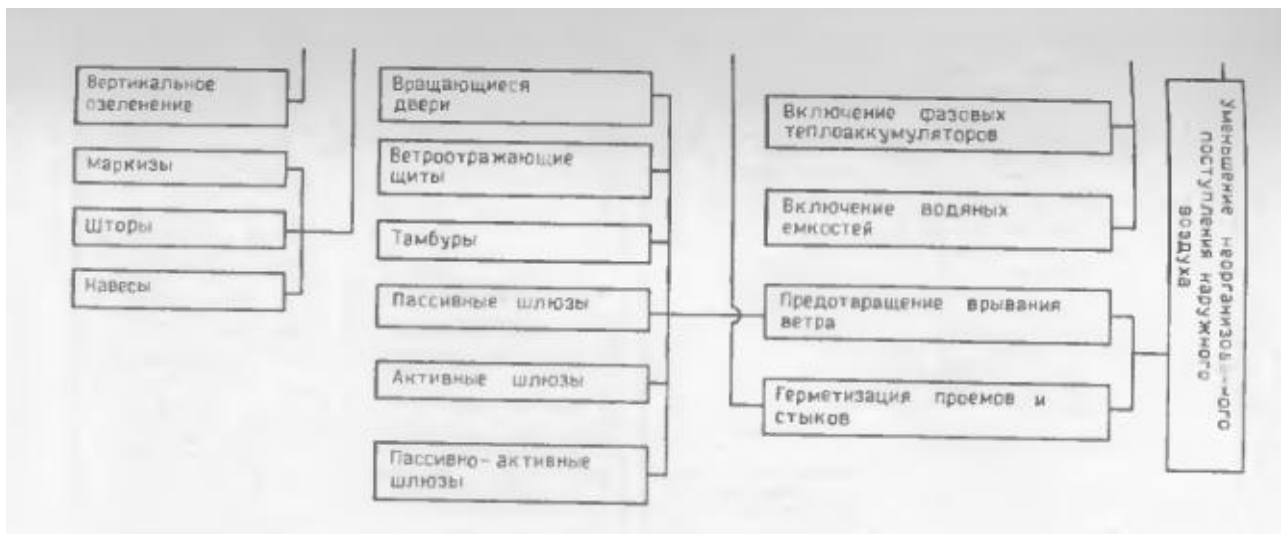 Вертикальное
озеленение
Маркизы
Шторы
Навесы
Вращающиеся
двери
Ветроотражающие
щиты
Тамбуры
Пассивные шлюзы
Активные шлюзы
Пассивно-активные
шлюзы
Включение фазовых
теплоаккумуляторов
Включение водяных
емкостей
Предотвращение врывания
ветра
Герметизация проемов и
стыков
Уменьшение неорганизованного
поступления наружного
воздуха